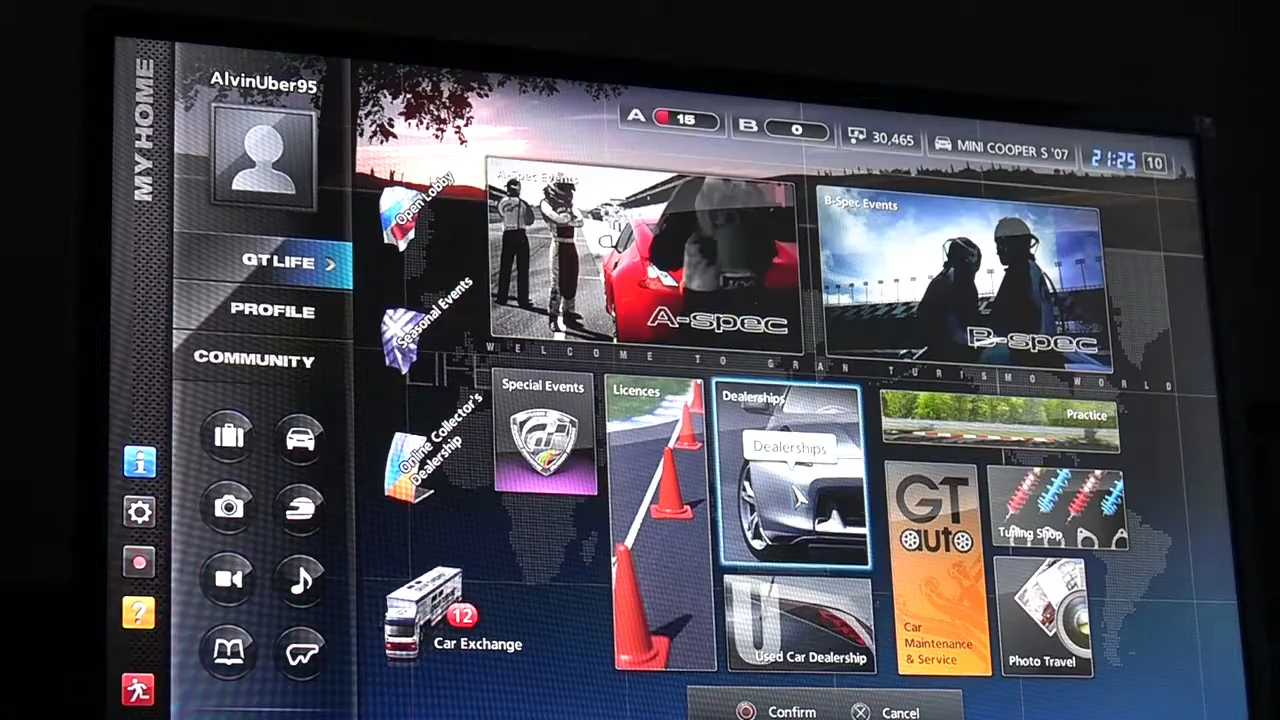 MY HOME
AlvinUber95
GT LIFE
PROFILE
COMMUNITY
A 15
B 0
30,465
MINI COOPER S '07
21:25 10
Open Lobby
Seasonal Events
Online Collector's
Dealership
A-Spec Events
A-spec
B-Spec Events
B-spec
WELCOME TO GRAN TURISMO WORLD
Special Events
Licences
Dealerships
Dealerships
Practice
GT
auto
Car
Maintenance
& Service
Tuning Shop
Used Car Dealership
Photo Travel
12
Car Exchange
Confirm
Cancel